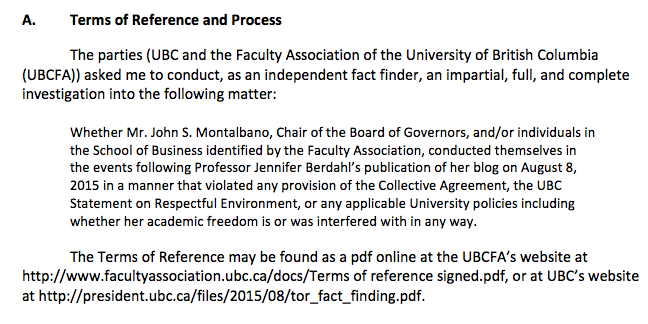 A. Terms of Reference and Process
The parties (UBC and the Faculty Association of the University of British Columbia
(UBCFA)) asked me to conduct, as an independent fact finder, an impartial, full, and complete
investigation into the following matter:
Whether Mr. John S. Montalbano, Chair of the Board of Governors, and/or individuals in
the School of Business identified by the Faculty Association, conducted themselves in
the events following Professor Jennifer Berdahl's publication of her blog on August 8,
2015 in a manner that violated any provision of the Collective Agreement, the UBC
Statement on Respectful Environment, or any applicable University policies including
whether her academic freedom is or was interfered with in any way.
The Terms of Reference may be found as a pdf online at the UBCFA's website at
http://www.facultyassociation.ubc.ca/docs/Terms of reference signed.pdf, or at UBC's website
at http://president.ubc.ca/files/2015/08/tor_fact_finding.pdf.